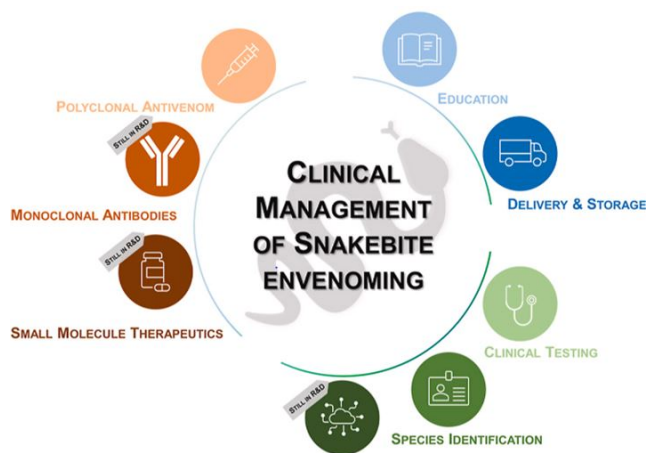 POLYCLONAL ANTIVENOM
STILL IN R&D
MONOCLONAL ANTIBODIES
STILL IN R&D
SMALL MOLECULE THERAPEUTICS
CLINICAL
MANAGEMENT
OF SNAKEBITE
ENVENOMING
EDUCATION
DELIVERY & STORAGE
CLINICAL TESTING
STILL IN R&D
SPECIES IDENTIFICATION